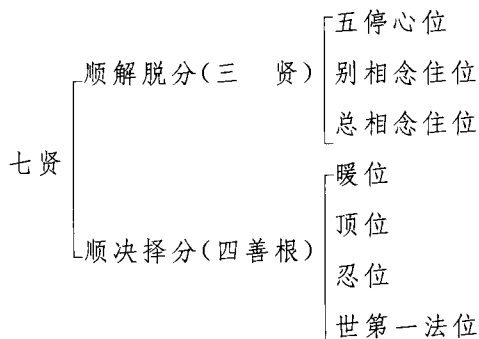 五停心位
顺解脱分(三 贤)
别相念住位
总相念住位
七贤
暖位
顶位
顺决择分(四善根)
忍位
世第一法位